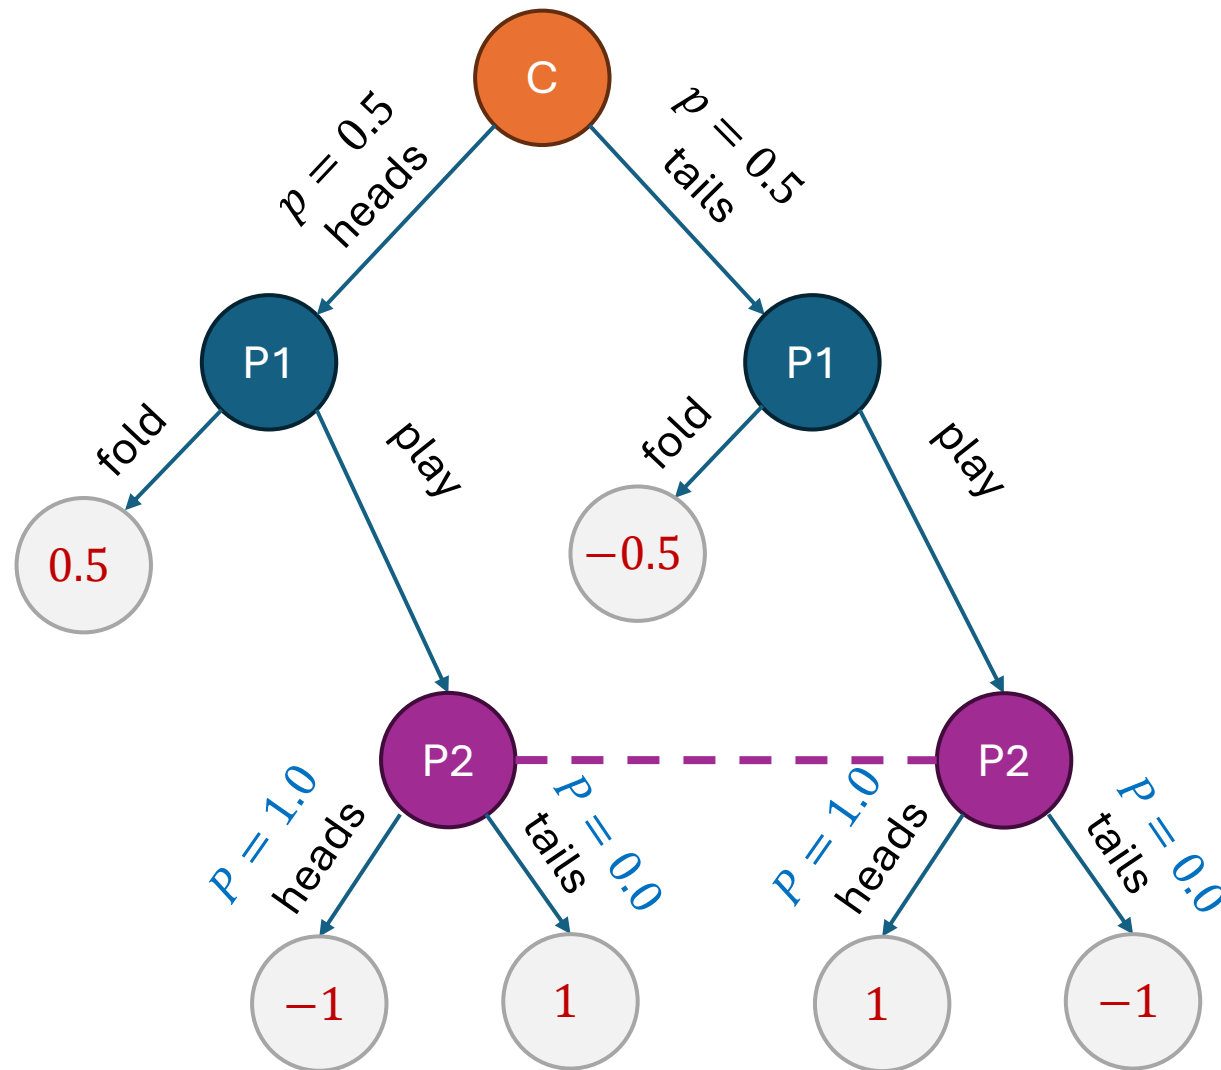 C
p = 0.5
heads
p = 0.5
tails
P1
P1
fold
play
fold
play
0.5
−0.5
P2
P2
P = 1.0
heads
P = 0.0
tails
P = 1.0
heads
P = 0.0
tails
−1
1
1
−1